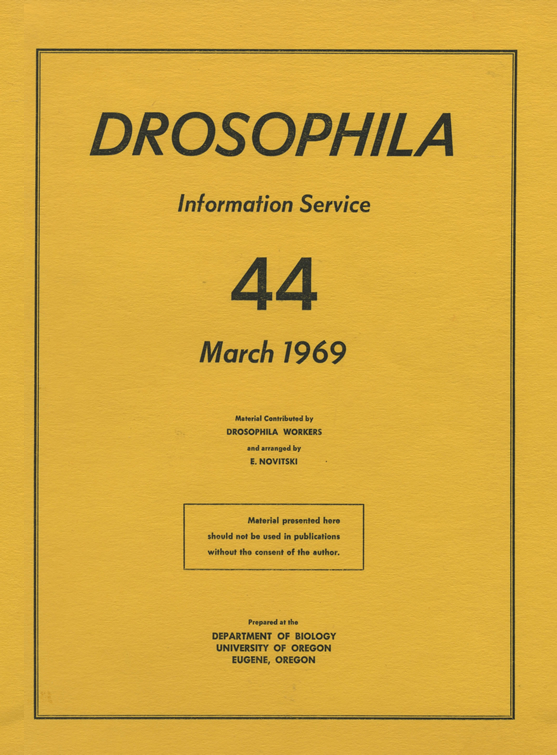 DROSOPHILA
Information Service
44
March 1969
Material Contributed by
DROSOPHILA WORKERS
and arranged by
E. NOVITSKI
Material presented here
should not be used in publications
without the consent of the author.
Prepared at the
DEPARTMENT OF BIOLOGY
UNIVERSITY OF OREGON
EUGENE, OREGON